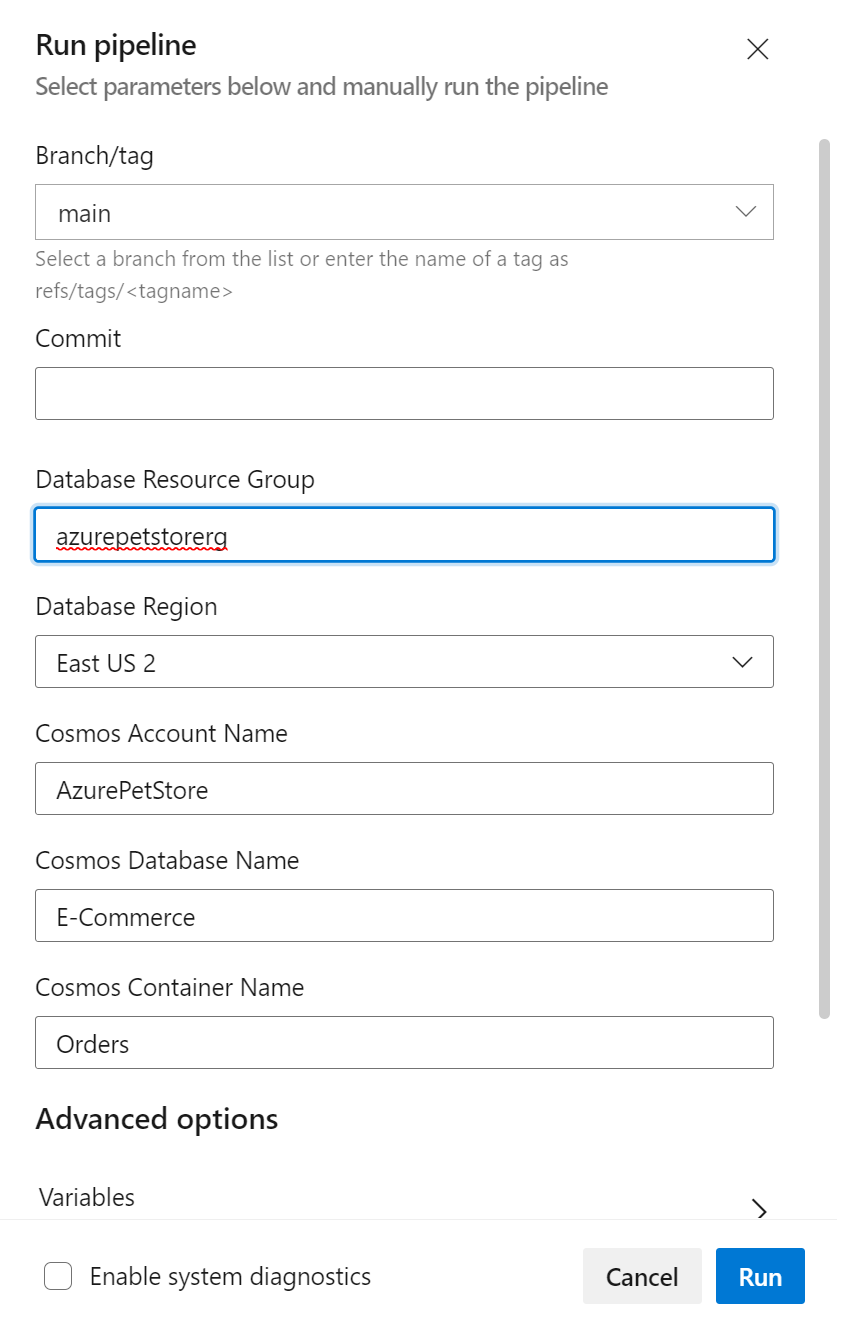 Run pipeline
Select parameters below and manually run the pipeline
Branch/tag
main
Select a branch from the list or enter the name of a tag as
refs/tags/<tagname>
Commit
Database Resource Group
azurepetstorerg
Database Region
East US 2
Cosmos Account Name
AzurePetStore
Cosmos Database Name
E-Commerce
Cosmos Container Name
Orders
Advanced options
Variables
Enable system diagnostics
Cancel
Run